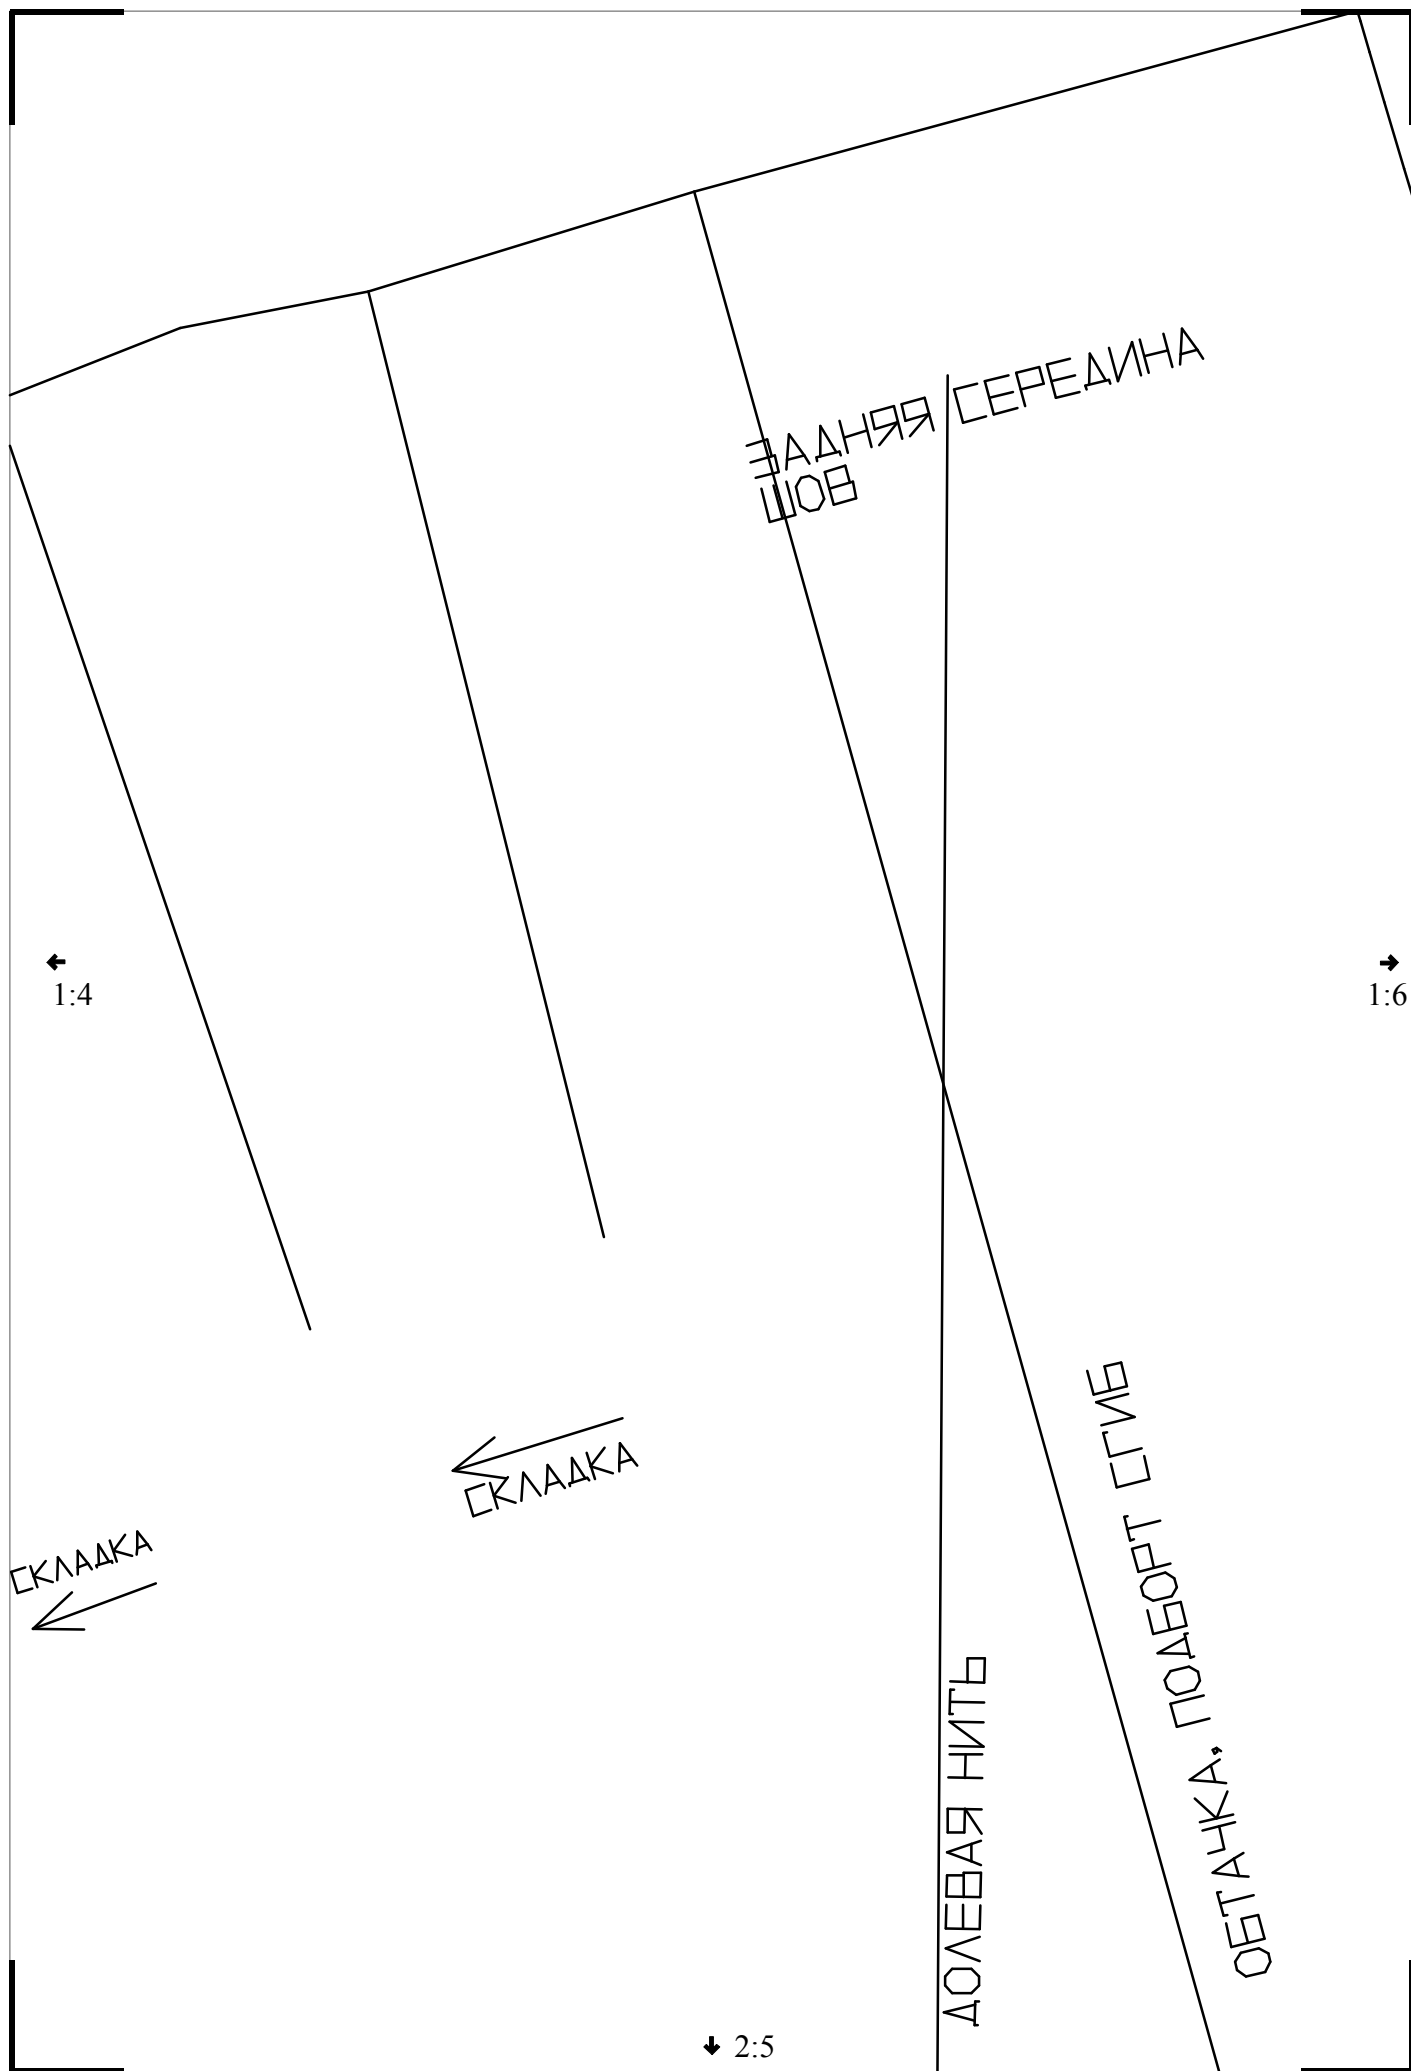 ЗАДНЯЯ СЕРЕДИНА
ШОВ
1:4
1:6
СКЛАДКА
СКЛАДКА
ОБТАЧКА, ПОДБОРТ СГИБ
ДОЛЕВАЯ НИТЬ
2:5